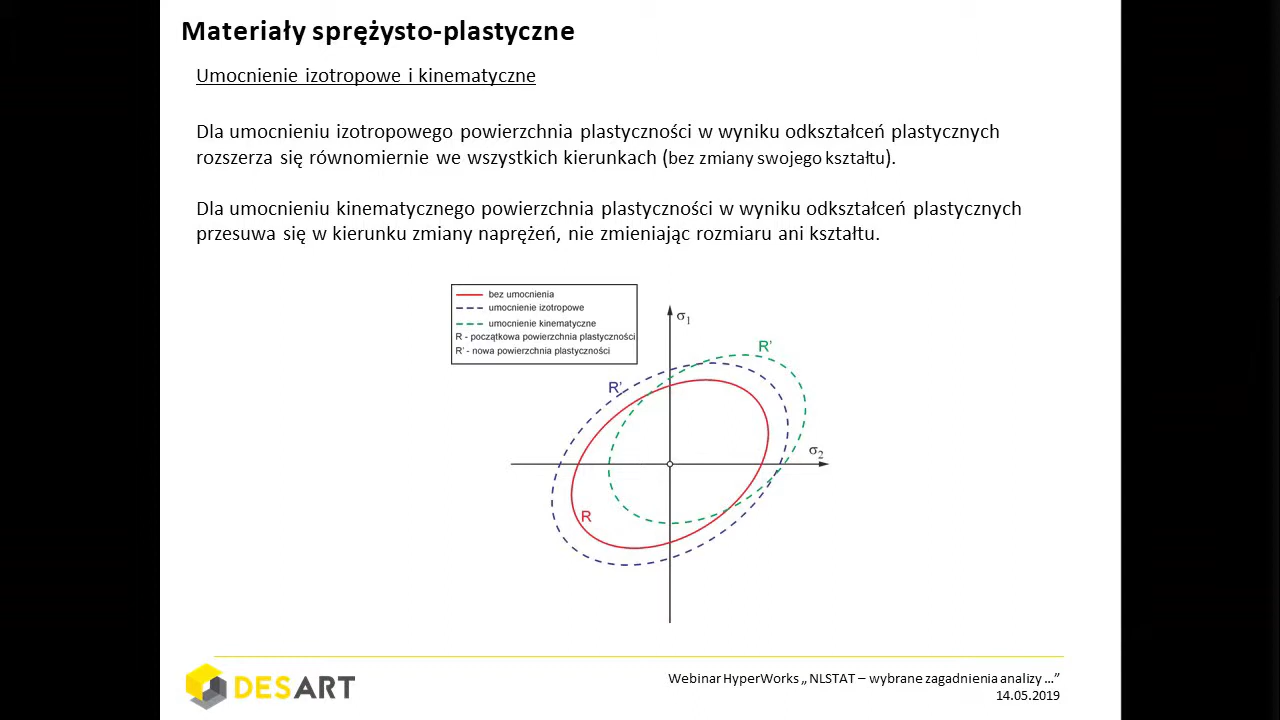 Materiały sprężysto-plastyczne
Umocnienie izotropowe i kinematyczne
Dla umocnieniu izotropowego powierzchnia plastyczności w wyniku odkształceń plastycznych
rozszerza się równomiernie we wszystkich kierunkach (bez zmiany swojego kształtu).
Dla umocnieniu kinematycznego powierzchnia plastyczności w wyniku odkształceń plastycznych
przesuwa się w kierunku zmiany naprężeń, nie zmieniając rozmiaru ani kształtu.
bez umocnienia
umocnienie izotropowe
umocnienie kinematyczne
R - początkowa powierzchnia plastyczności
R' - nowa powierzchnia plastyczności
σ1
R'
R'
σ2
R
DESART
Webinar HyperWorks „ NLSTAT – wybrane zagadnienia analizy ...”
14.05.2019